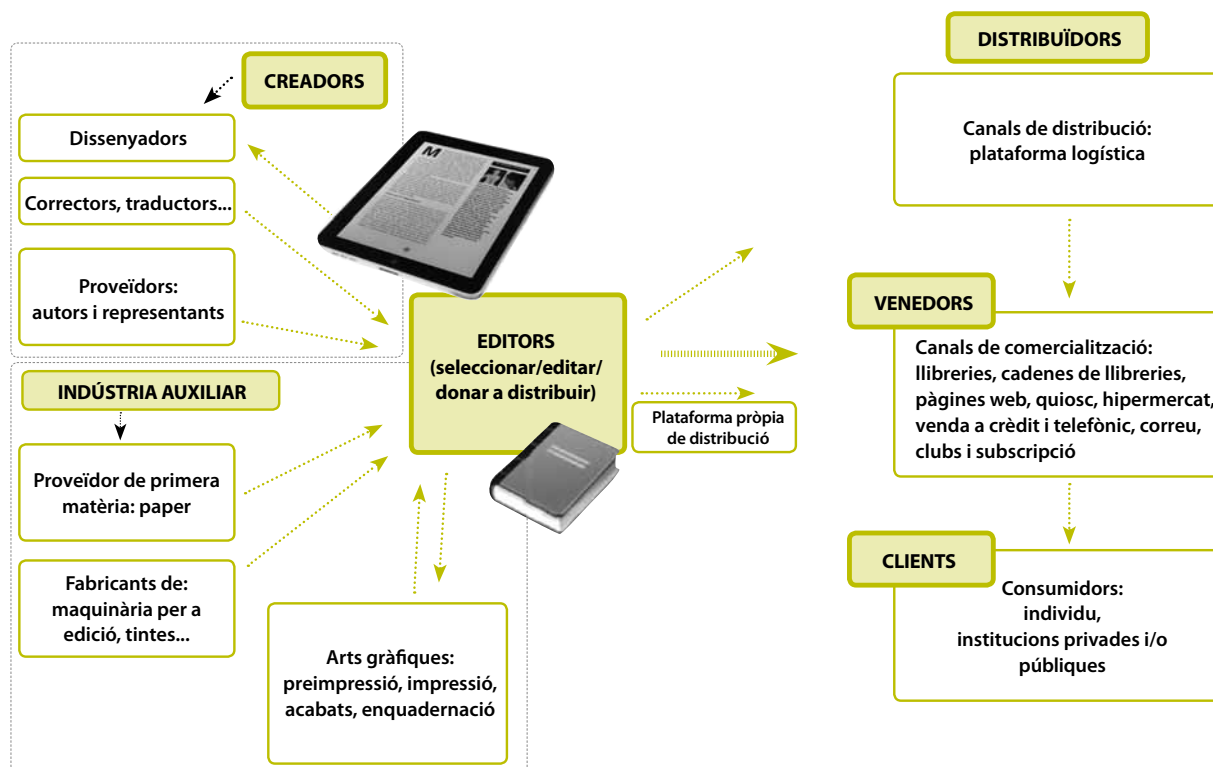 CREADORS
Dissenyadors
Correctors, traductors...
Proveïdors:
autors i representants
INDÚSTRIA AUXILIAR
Proveïdor de primera
matèria: paper
Fabricants de:
maquinària per a
edició, tintes...
Arts gràfiques:
preimpressió, impressió,
acabats, enquadernació
M
EDITORS
(seleccionar/editar/
donar a distribuir)
Plataforma pròpia
de distribució
DISTRIBUÏDORS
Canals de distribució:
plataforma logística
VENEDORS
Canals de comercialització:
llibreries, cadenes de llibreries,
pàgines web, quiosc, hipermercat,
venda a crèdit i telefònic, correu,
clubs i subscripció
CLIENTS
Consumidors:
individu,
institucions privades i/o
públiques